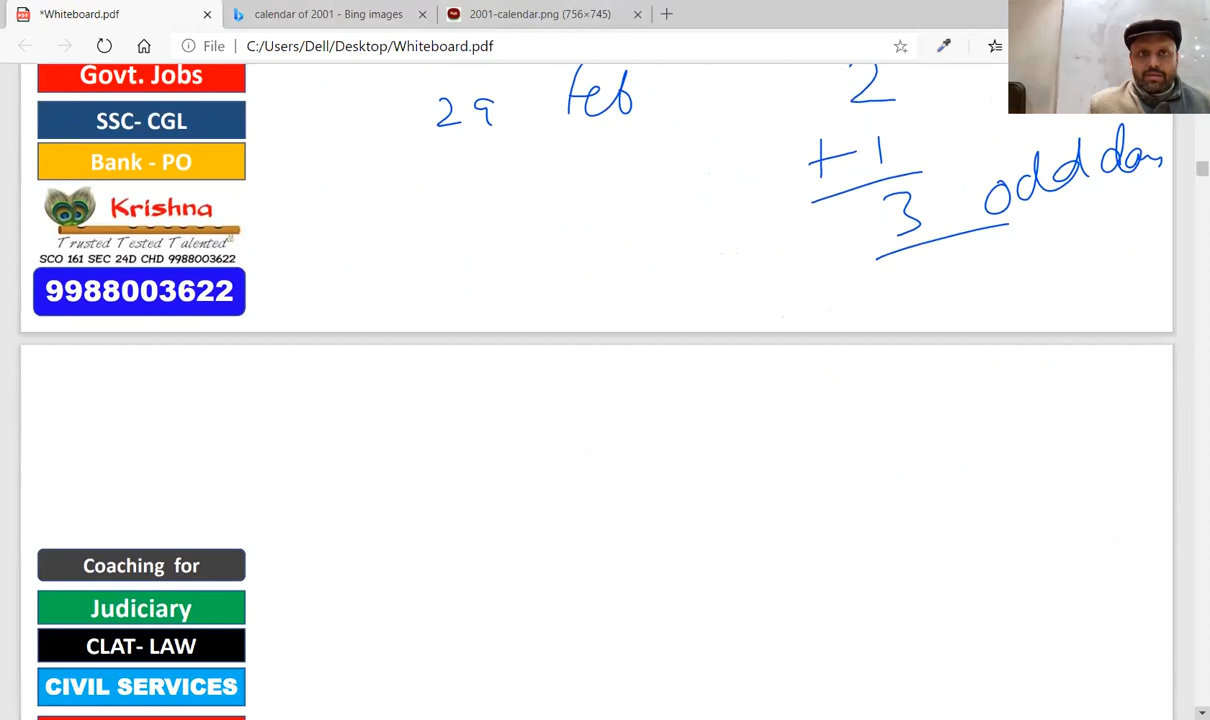 *Whiteboard.pdf
calendar of 2001 - Bing images
2001-calendar.png (756×745)
File C:/Users/Dell/Desktop/Whiteboard.pdf
Govt. Jobs
SSC- CGL
Bank - PO
Krishna
Trusted Tested Talented
SCO 161 SEC 24D CHD 9988003622
9988003622
29 Feb 2
+1
3 odd days
Coaching for
Judiciary
CLAT- LAW
CIVIL SERVICES